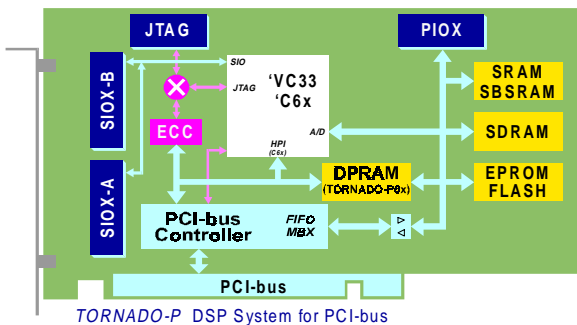 JTAG
PIOX
SIOX-B
SIO
'VC33
'C6x
JTAG
SRAM
SBSRAM
ECC
A/D
SDRAM
HPI
(C6x)
SIOX-A
DPRAM
(TORNADO-P6x)
EPROM
FLASH
PCI-bus
Controller
FIFO
MBX
PCI-bus
TORNADO-P DSP System for PCI-bus